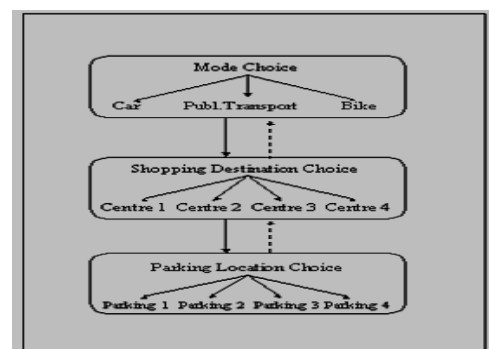 Mode Choice
Car Publ.Transport Bike
Shopping Destination Choice
Centre 1 Centre 2 Centre 3 Centre 4
Parking Location Choice
Parking 1 Parking 2 Parking 3 Parking 4